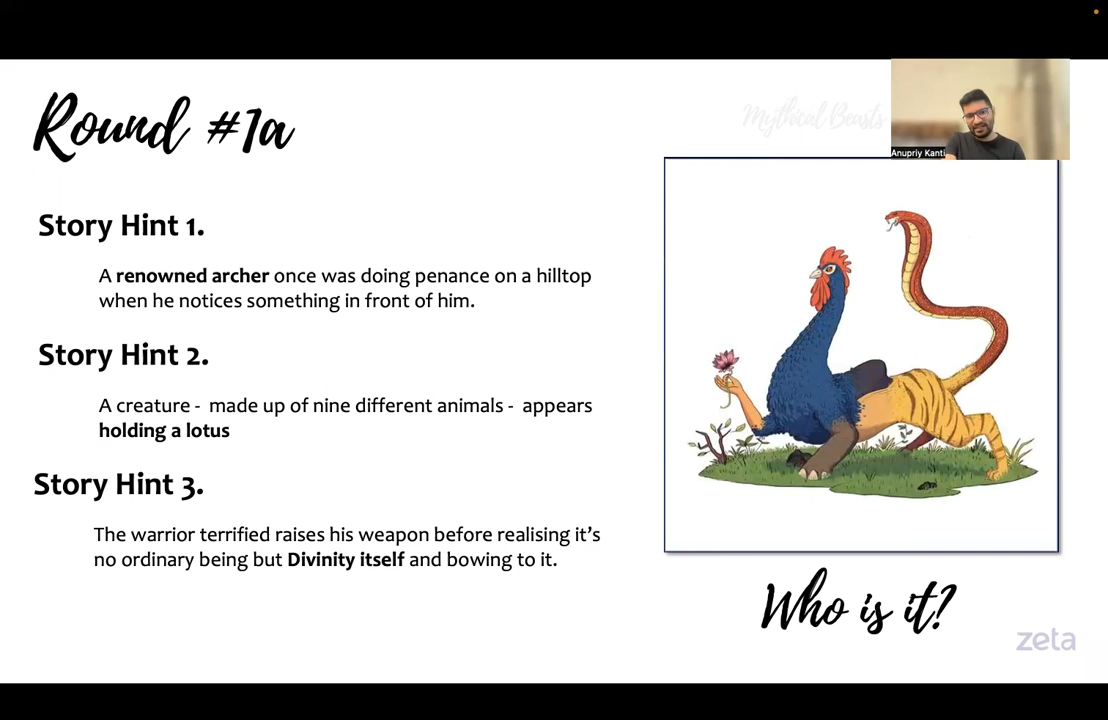 Round #1a
Mythical Beasts
Anupriy Kanti
Story Hint 1.
A renowned archer once was doing penance on a hilltop
when he notices something in front of him.
Story Hint 2.
A creature - made up of nine different animals - appears
holding a lotus
Story Hint 3.
The warrior terrified raises his weapon before realising it’s
no ordinary being but Divinity itself and bowing to it.
Who is it?
zeta